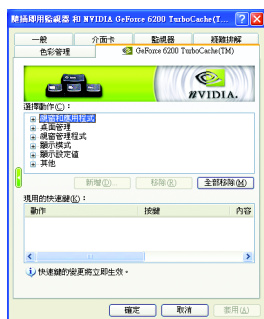 隨插即用監視器 和 NVIDIA GeForce 6200 TurboCache(T...
一般 介面卡 監視器 疑難排解
色彩管理 GeForce 6200 TurboCache(TM)
NVIDIA.
選擇動作(C)：
視窗和應用程式
桌面管理
視窗管理程式
顯示模式
顯示設定值
其他
新增(D)... 移除(R) 全部移除(M)
現用的快速鍵(K)：
動作 按鍵 內容
快速鍵的變更將立即生效。
確定 取消 套用(A)